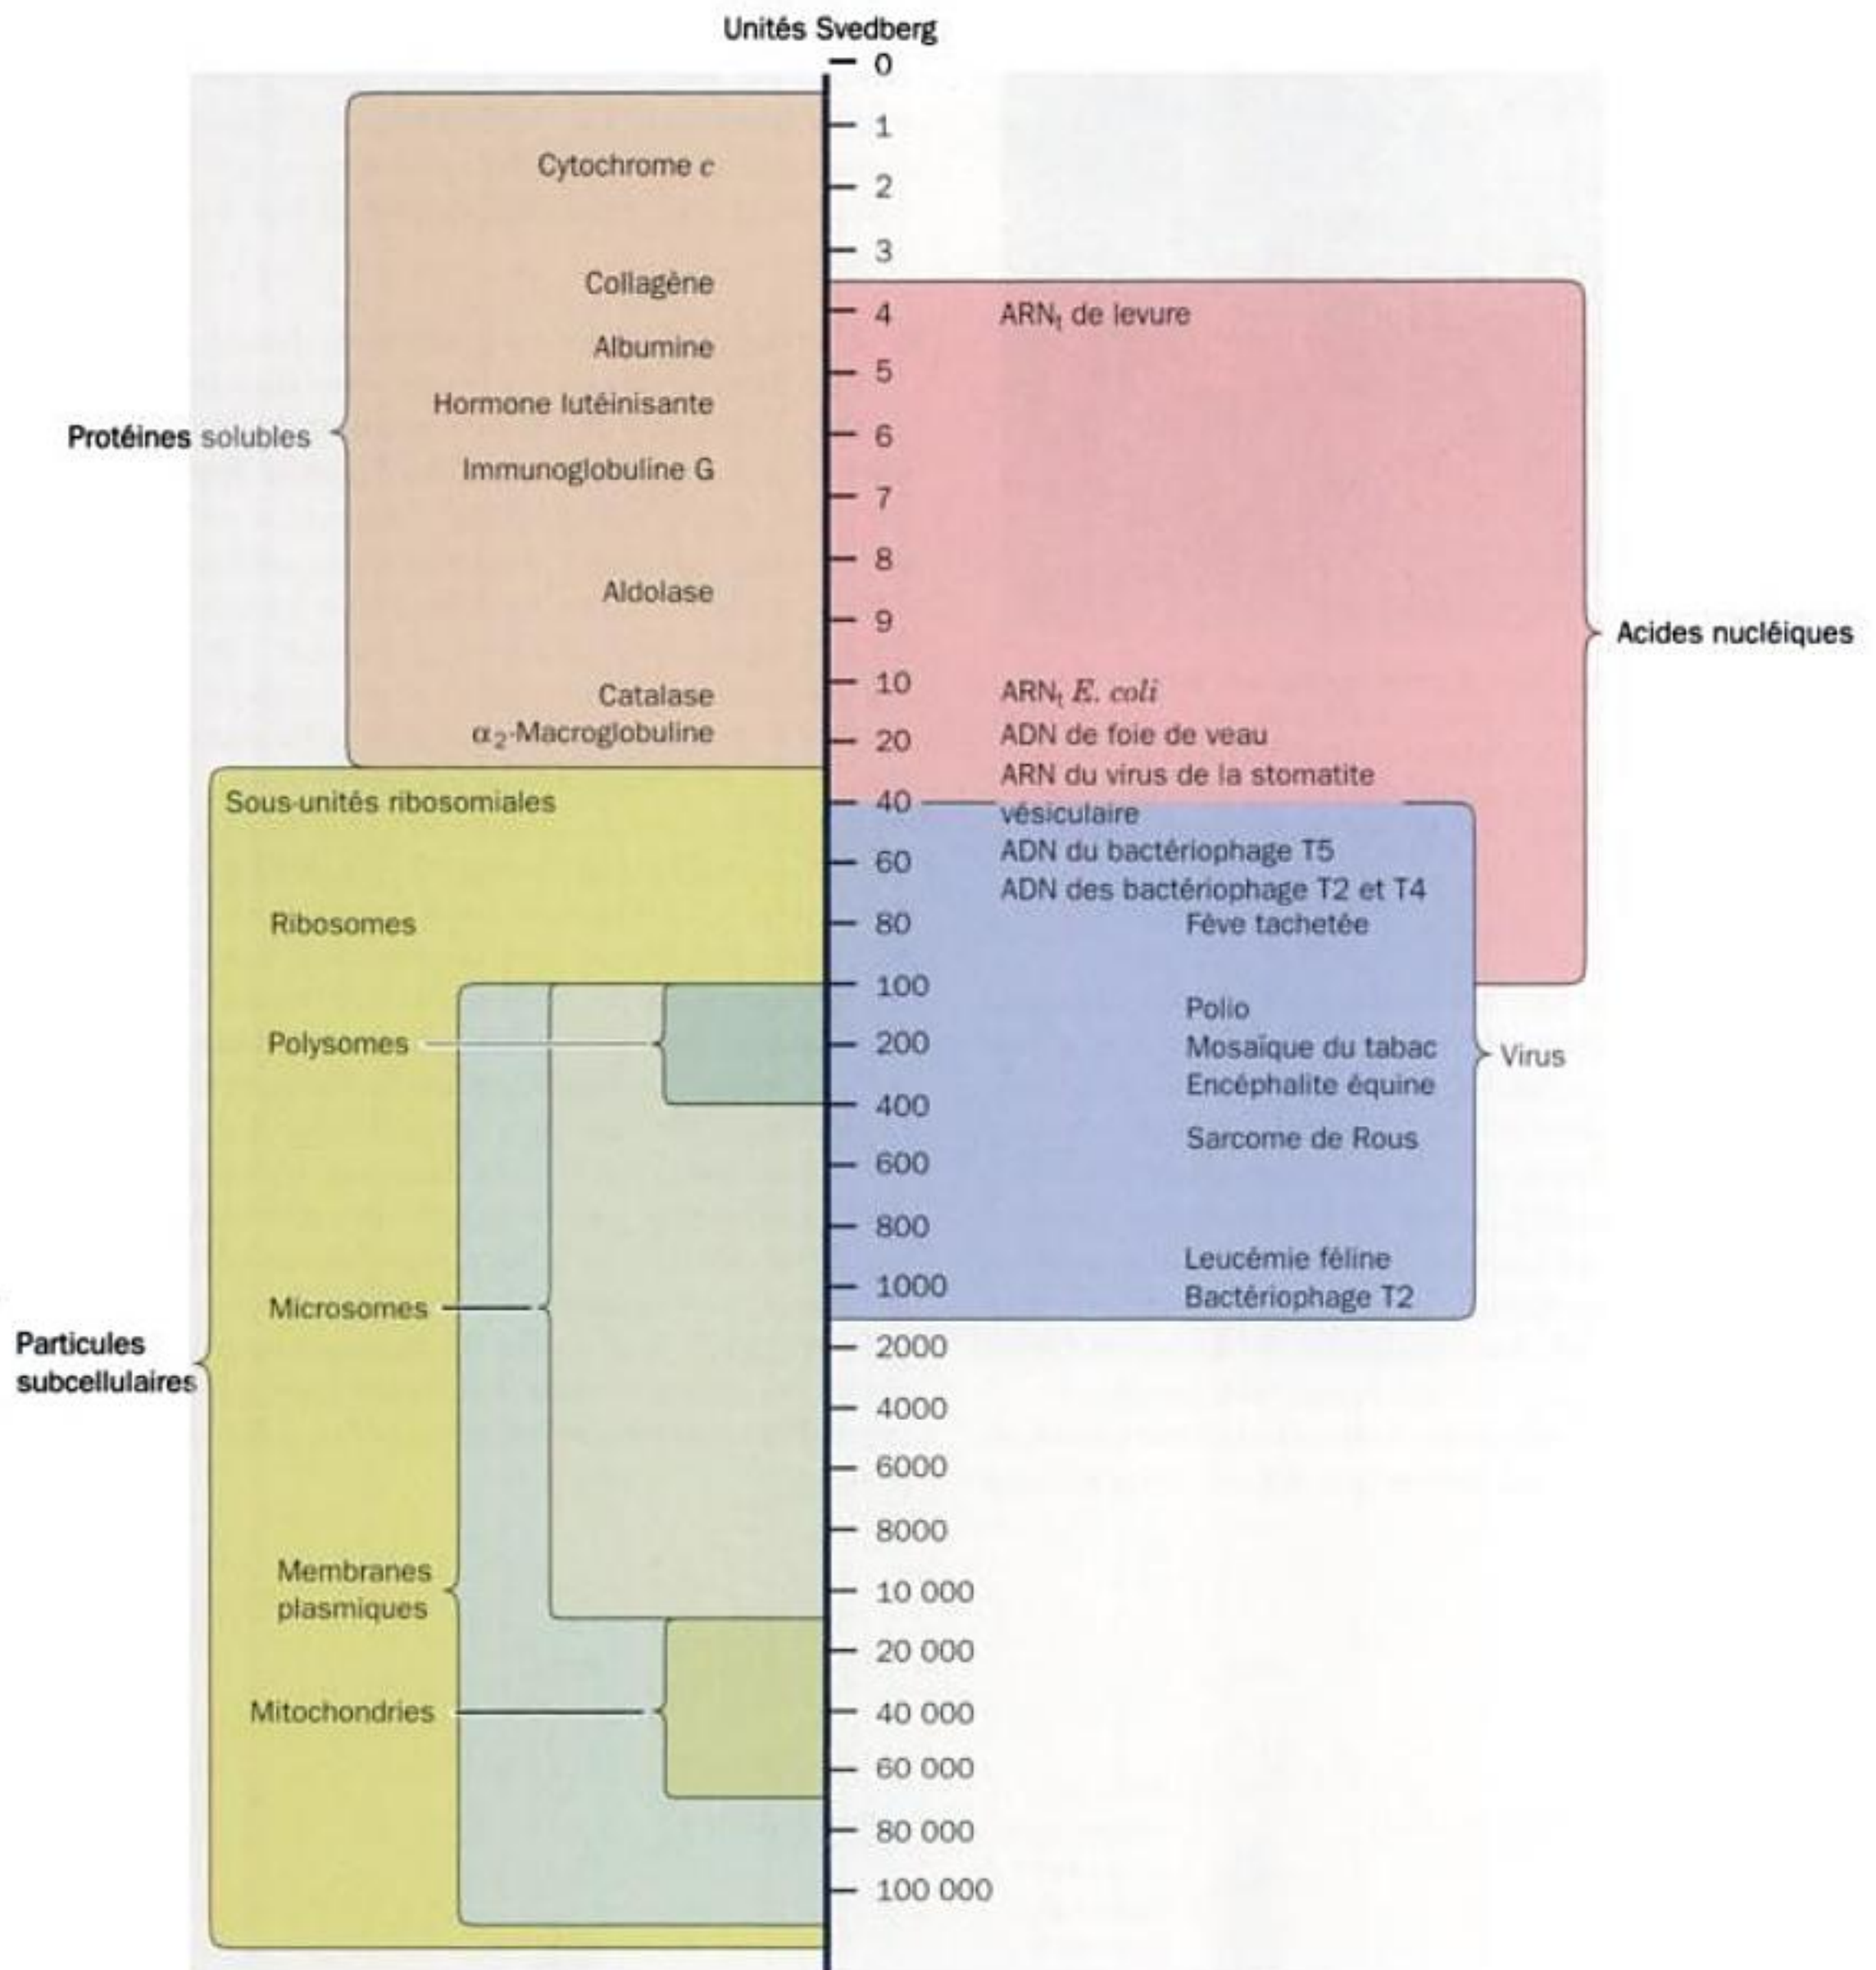 Unités Svedberg
0
1
Cytochrome c
2
3
Collagène
4
ARNt de levure
Albumine
5
Hormone lutéinisante
Protéines solubles
6
Immunoglobuline G
7
8
Aldolase
9
Acides nucléiques
10
Catalase
ARNt E. coli
α2-Macroglobuline
20
ADN de foie de veau
ARN du virus de la stomatite
vésiculaire
Sous-unités ribosomiales
40
ADN du bactériophage T5
60
ADN des bactériophage T2 et T4
Ribosomes
80
Féve tachetée
100
Polio
Polysomes
200
Mosaïque du tabac
Virus
Encéphalite équine
400
Sarcome de Rous
600
800
Leucémie féline
1000
Bactériophage T2
Microsomes
Particules
subcellulaires
2000
4000
6000
8000
Membranes
plasmiques
10 000
20 000
Mitochondries
40 000
60 000
80 000
100 000